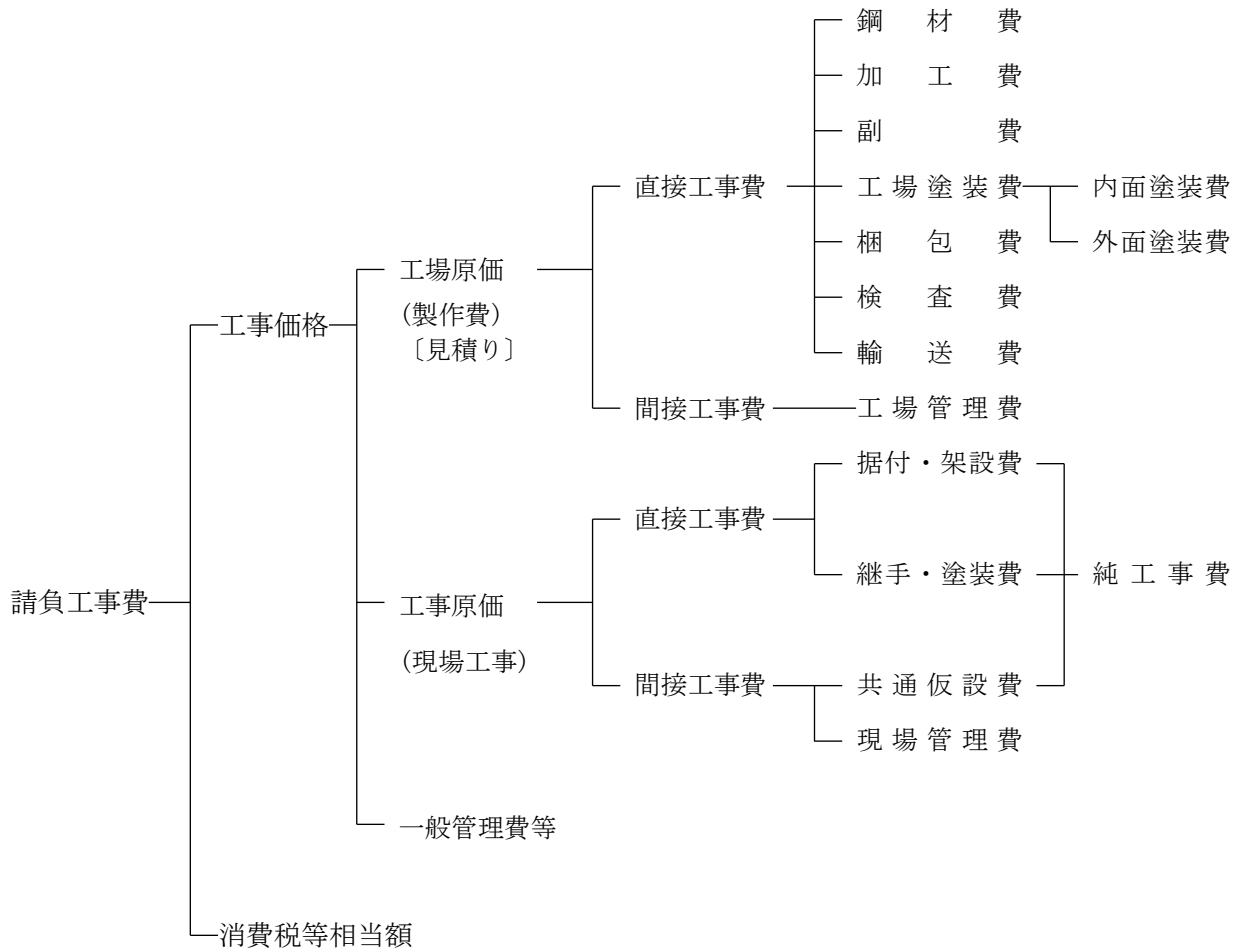 鋼材費
加工費
副費
直接工事費
工場塗装費
内面塗装費
梱包費
外面塗装費
工場原価
(製作費)
〔見積り〕
検査費
工事価格
輸送費
間接工事費
工場管理費
据付・架設費
直接工事費
請負工事費
工事原価
(現場工事)
継手・塗装費
純工事費
間接工事費
共通仮設費
現場管理費
一般管理費等
消費税等相当額